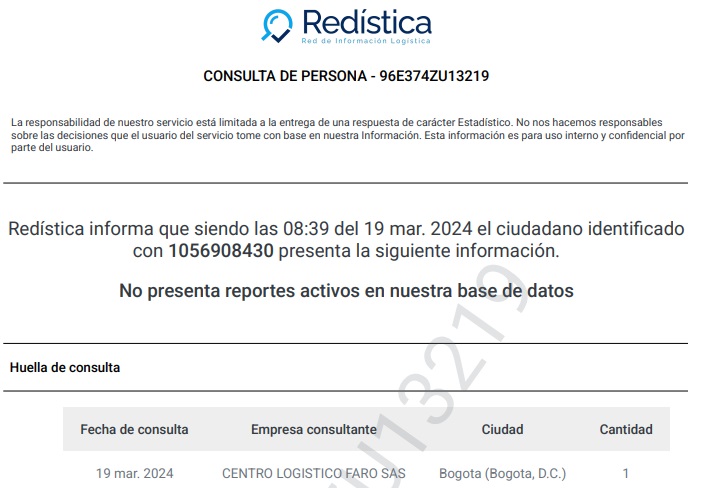 Redística
Red de Información Logística
CONSULTA DE PERSONA - 96E374ZU13219
La responsabilidad de nuestro servicio está limitada a la entrega de una respuesta de carácter Estadístico. No nos hacemos responsables
sobre las decisiones que el usuario del servicio tome con base en nuestra Información. Esta información es para uso interno y confidencial por
parte del usuario.
Redística informa que siendo las 08:39 del 19 mar. 2024 el ciudadano identificado
con 1056908430 presenta la siguiente información.
No presenta reportes activos en nuestra base de datos
Huella de consulta
Fecha de consulta Empresa consultante Ciudad Cantidad
19 mar. 2024 CENTRO LOGISTICO FARO SAS Bogota (Bogota, D.C.) 1
U13219